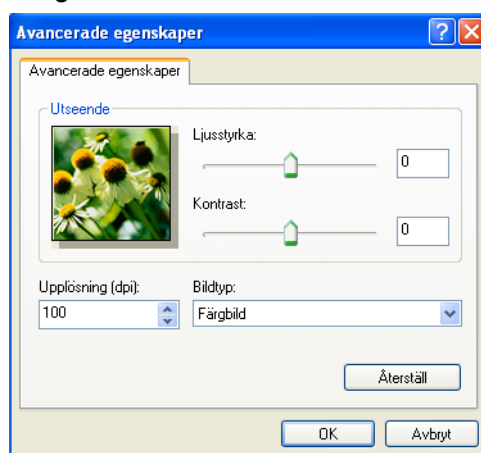 Avancerade egenskaper
Avancerade egenskaper
Utseende
Ljusstyrka:
0
Kontrast:
0
Upplösning (dpi): Bildtyp:
100 Färgbild
Återställ
OK Avbryt